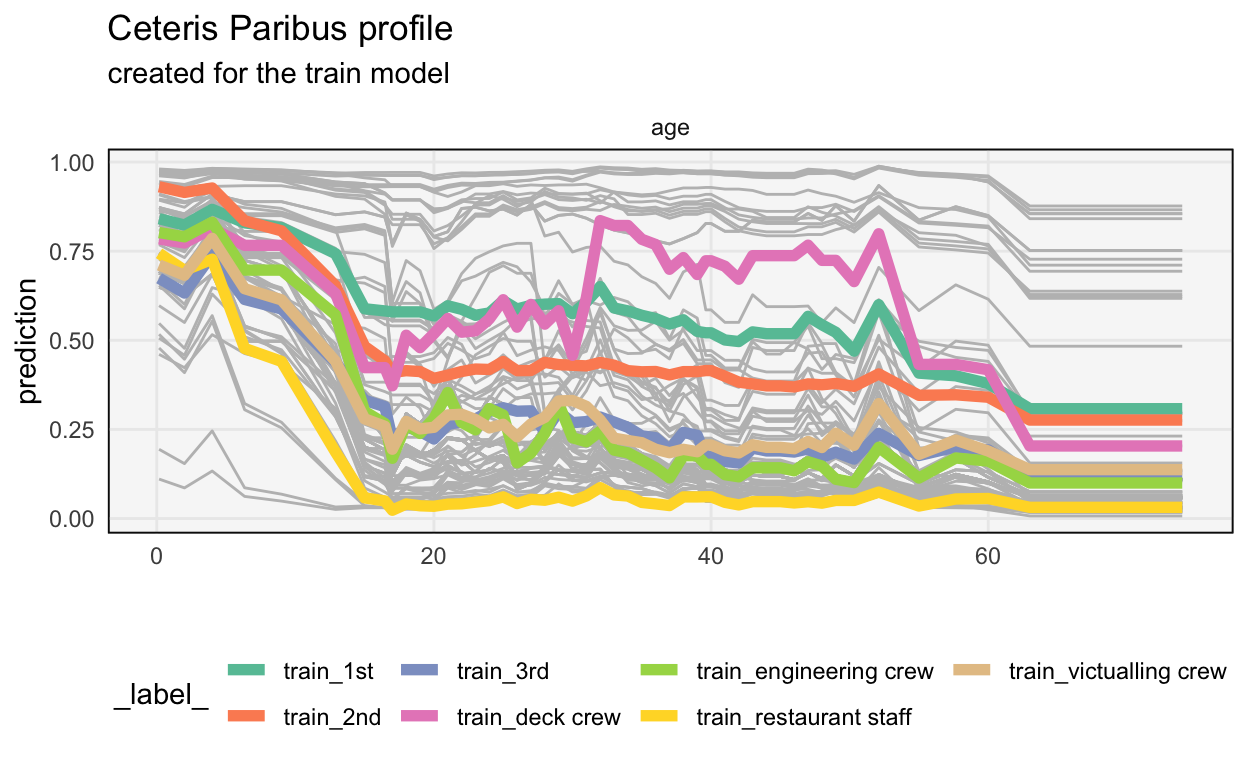 Ceteris Paribus profile
created for the train model
age
1.00
0.75
0.50
0.25
0.00
prediction
0 20 40 60
_label_
train_1st train_3rd train_engineering crew train_victualling crew
train_2nd train_deck crew train_restaurant staff